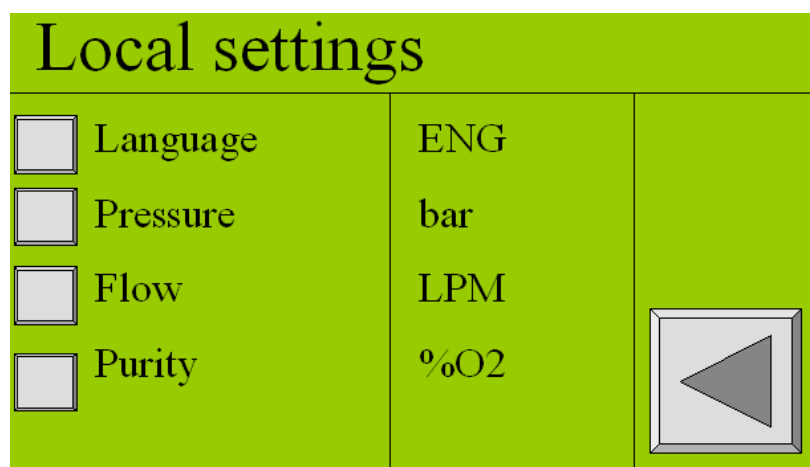 Local settings
Language ENG
Pressure bar
Flow LPM
Purity %O2